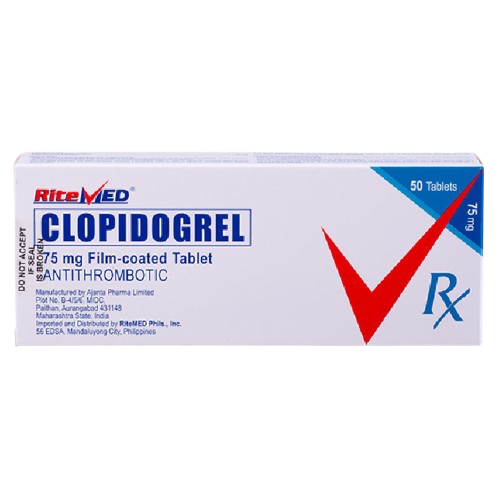 RiteMED®
CLOPIDOGREL
75 mg Film-coated Tablet
ANTITHROMBOTIC
Manufactured by Ajanta Pharma Limited
Plot No. B-4/5/6, MIDC,
Paithan, Aurangabad 431148
Maharashtra State, India
Imported and Distributed by RiteMED Phils., Inc.
56 EDSA, Mandaluyong City, Philippines
DO NOT ACCEPT
IF SEAL
IS BROKEN
50 Tablets
75 mg
Rx